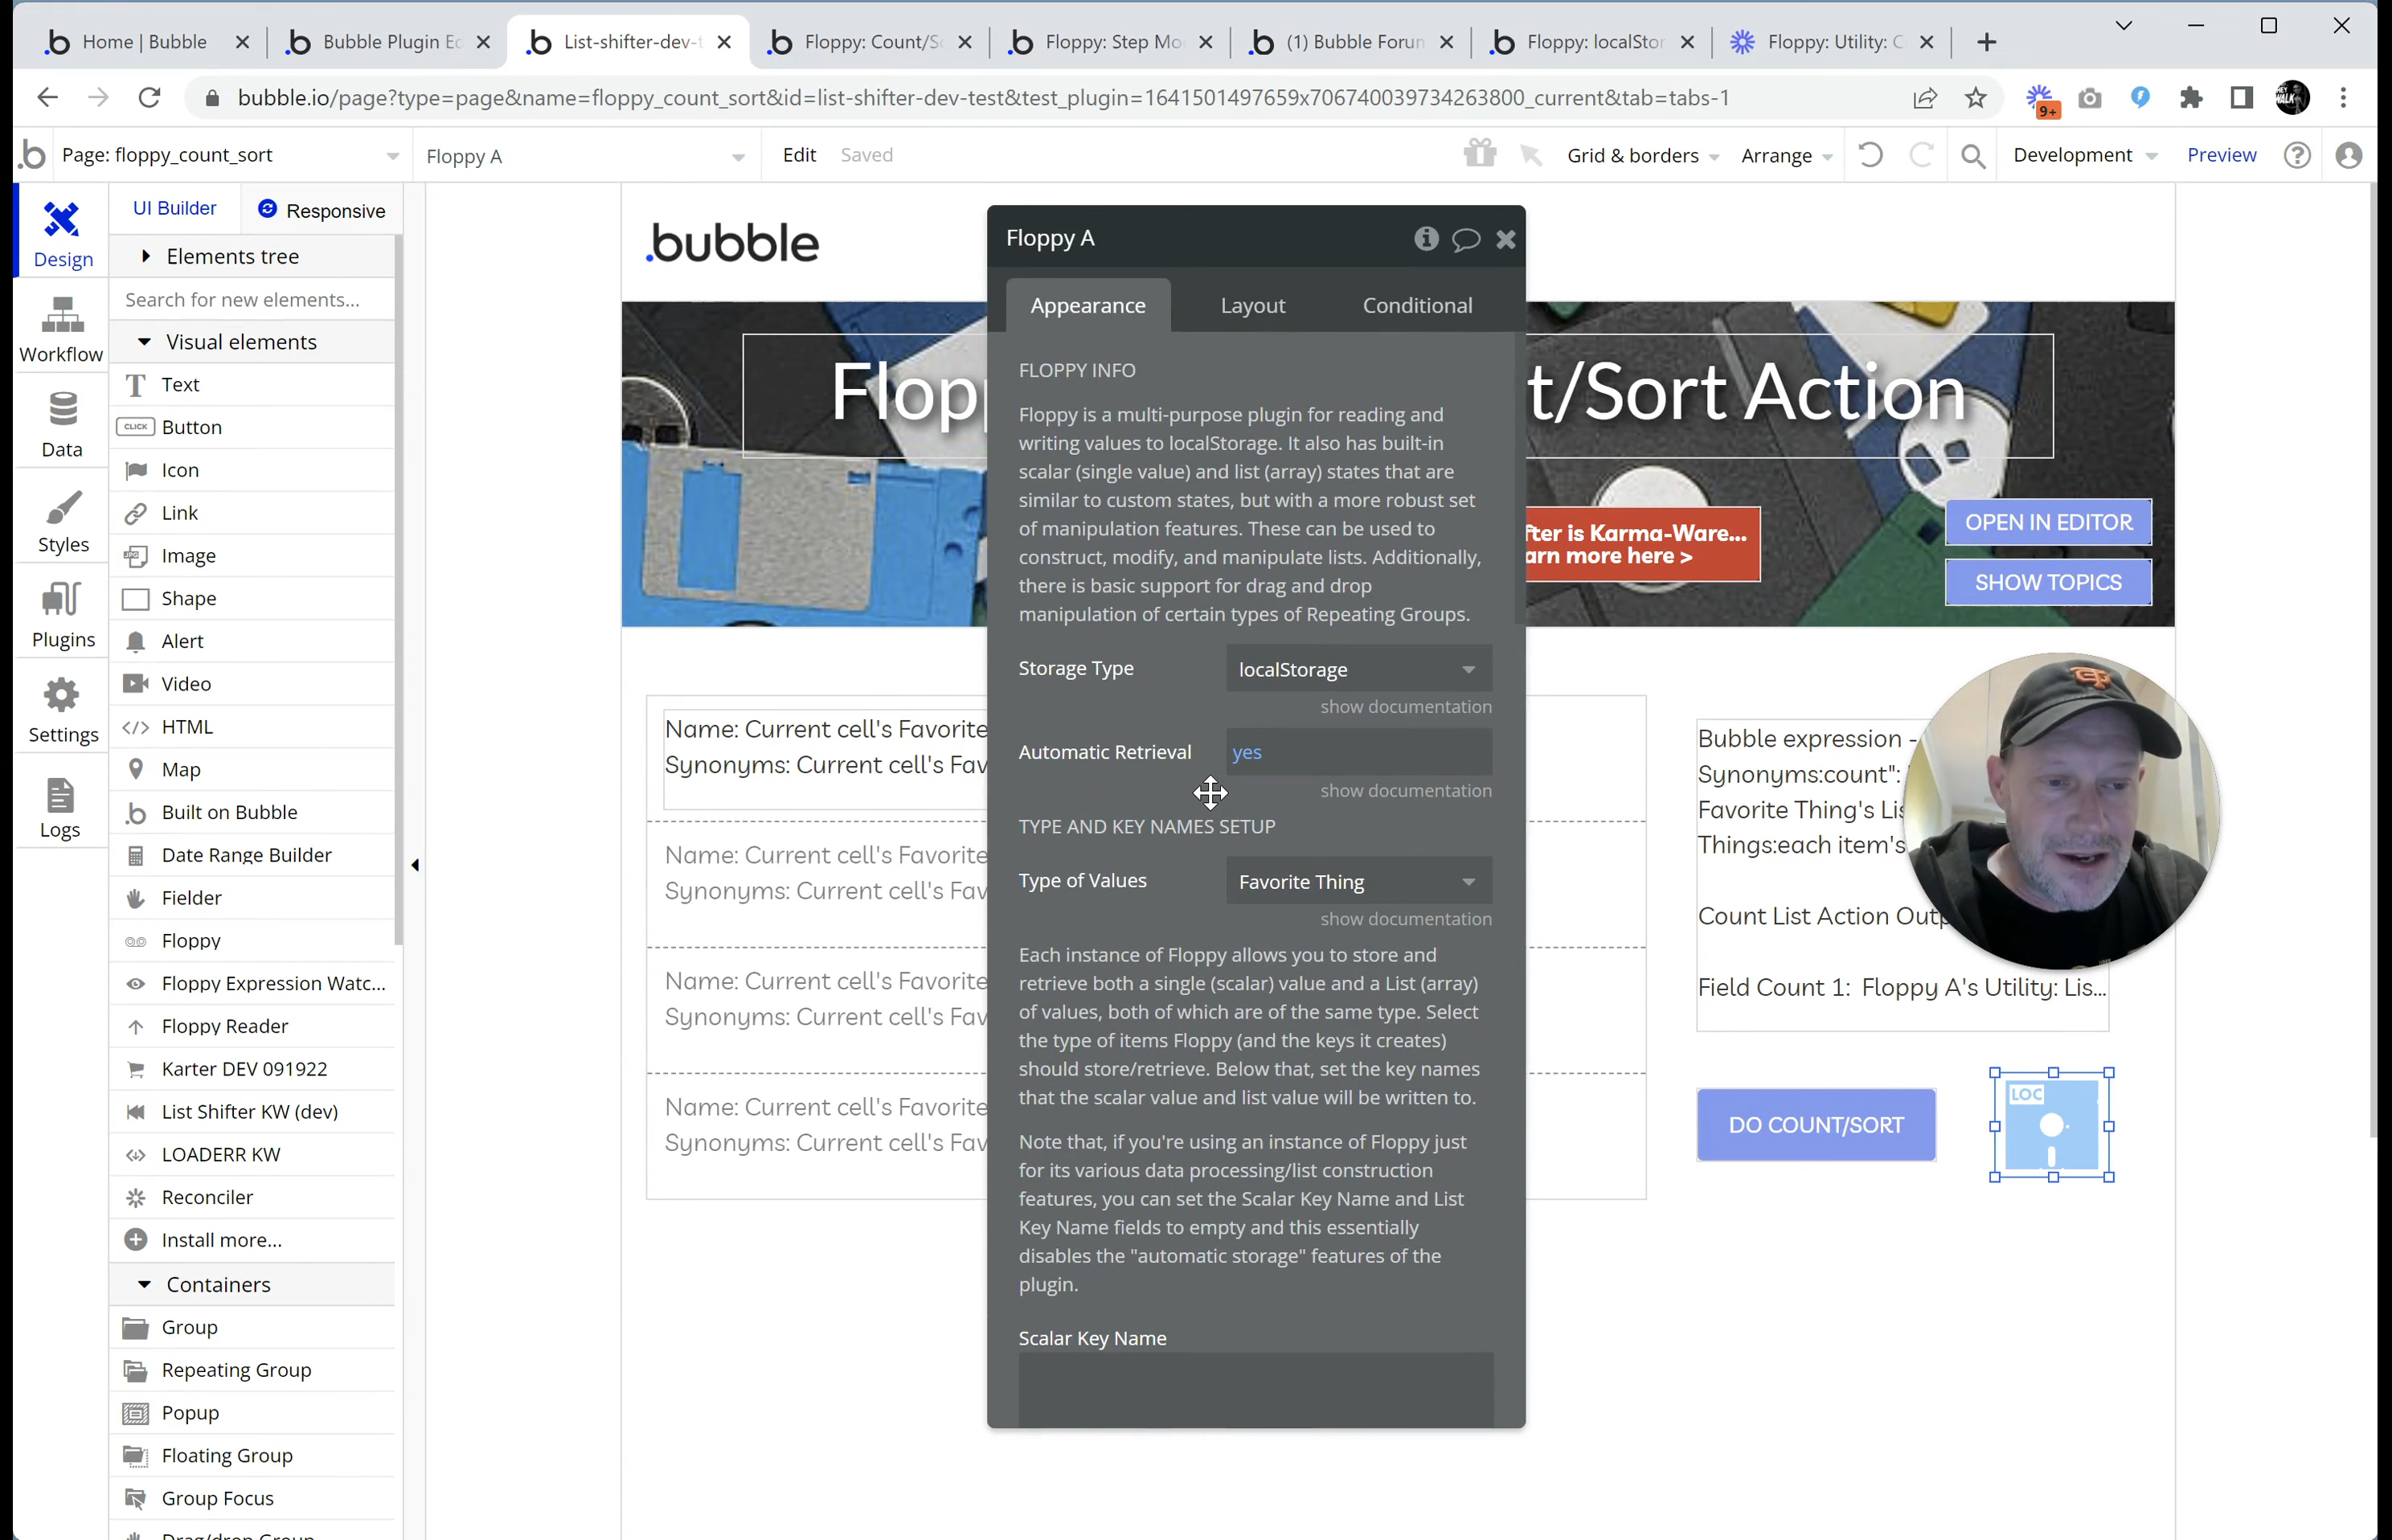 Home | Bubble
Bubble Plugin Ed
List-shifter-dev-t
Floppy: Count/So
Floppy: Step Mo
(1) Bubble Forun
Floppy: localStor
Floppy: Utility: C
bubble.io/page?type=page&name=floppy_count_sort&id=list-shifter-dev-test&test_plugin=1641501497659x706740039734263800_current&tab=tabs-1
9+
Page: floppy_count_sort
Floppy A
Edit
Saved
Grid & borders
Arrange
Development
Preview
Design
Workflow
Data
Styles
Plugins
Settings
Logs
UI Builder
Responsive
Elements tree
Search for new elements...
Visual elements
Text
CLICK Button
Icon
Link
Image
Shape
Alert
Video
HTML
Map
Built on Bubble
Date Range Builder
Fielder
Floppy
Floppy Expression Watc...
Floppy Reader
Karter DEV 091922
List Shifter KW (dev)
LOADERR KW
Reconciler
Install more...
Containers
Group
Repeating Group
Popup
Floating Group
Group Focus
Drag/drop Group
.bubble
Flopp
t/Sort Action
fter is Karma-Ware...
arn more here >
OPEN IN EDITOR
SHOW TOPICS
Name: Current cell's Favorite
Synonyms: Current cell's Fav
Name: Current cell's Favorite
Synonyms: Current cell's Fav
Name: Current cell's Favorite
Synonyms: Current cell's Fav
Name: Current cell's Favorite
Synonyms: Current cell's Fav
Floppy A
Appearance
Layout
Conditional
FLOPPY INFO
Floppy is a multi-purpose plugin for reading and
writing values to localStorage. It also has built-in
scalar (single value) and list (array) states that are
similar to custom states, but with a more robust set
of manipulation features. These can be used to
construct, modify, and manipulate lists. Additionally,
there is basic support for drag and drop
manipulation of certain types of Repeating Groups.
Storage Type
localStorage
show documentation
Automatic Retrieval
yes
show documentation
TYPE AND KEY NAMES SETUP
Type of Values
Favorite Thing
show documentation
Each instance of Floppy allows you to store and
retrieve both a single (scalar) value and a List (array)
of values, both of which are of the same type. Select
the type of items Floppy (and the keys it creates)
should store/retrieve. Below that, set the key names
that the scalar value and list value will be written to.
Note that, if you're using an instance of Floppy just
for its various data processing/list construction
features, you can set the Scalar Key Name and List
Key Name fields to empty and this essentially
disables the "automatic storage" features of the
plugin.
Scalar Key Name
Bubble expression -
Synonyms:count":
Favorite Thing's Lis
Things:each item's
Count List Action Outp
Field Count 1: Floppy A's Utility: Lis...
DO COUNT/SORT
LOC